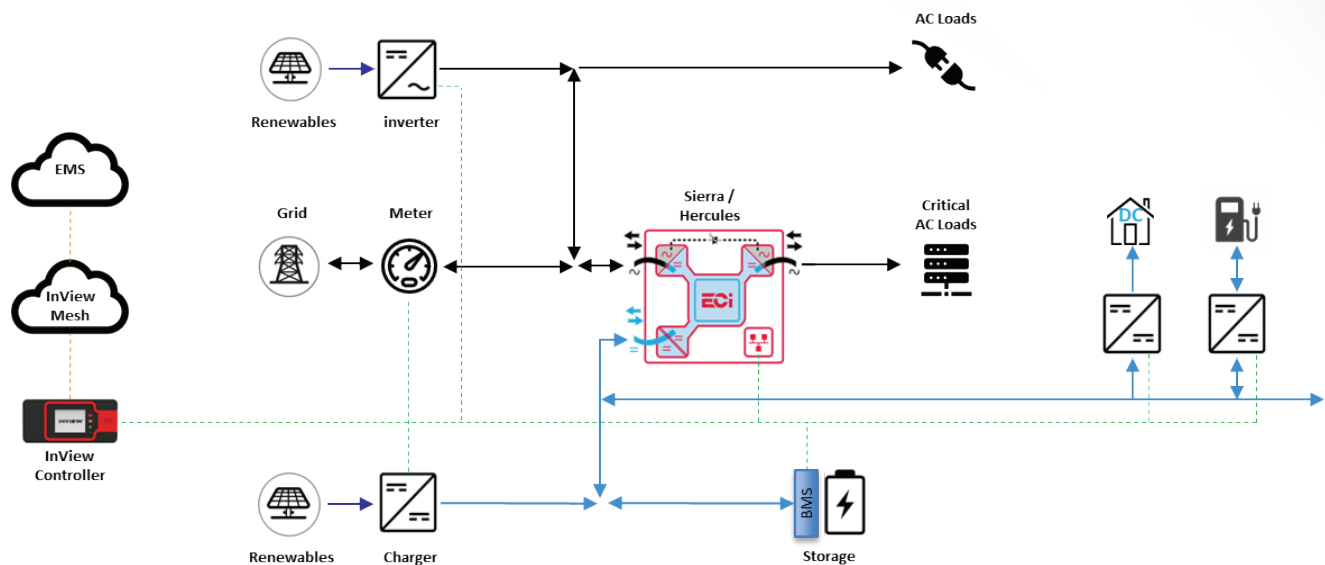 AC Loads
Renewables
inverter
EMS
Grid
Meter
Sierra /
Hercules
Critical
AC Loads
DC
ECi
InView
Mesh
inview
InView
Controller
BMS
Renewables
Charger
Storage